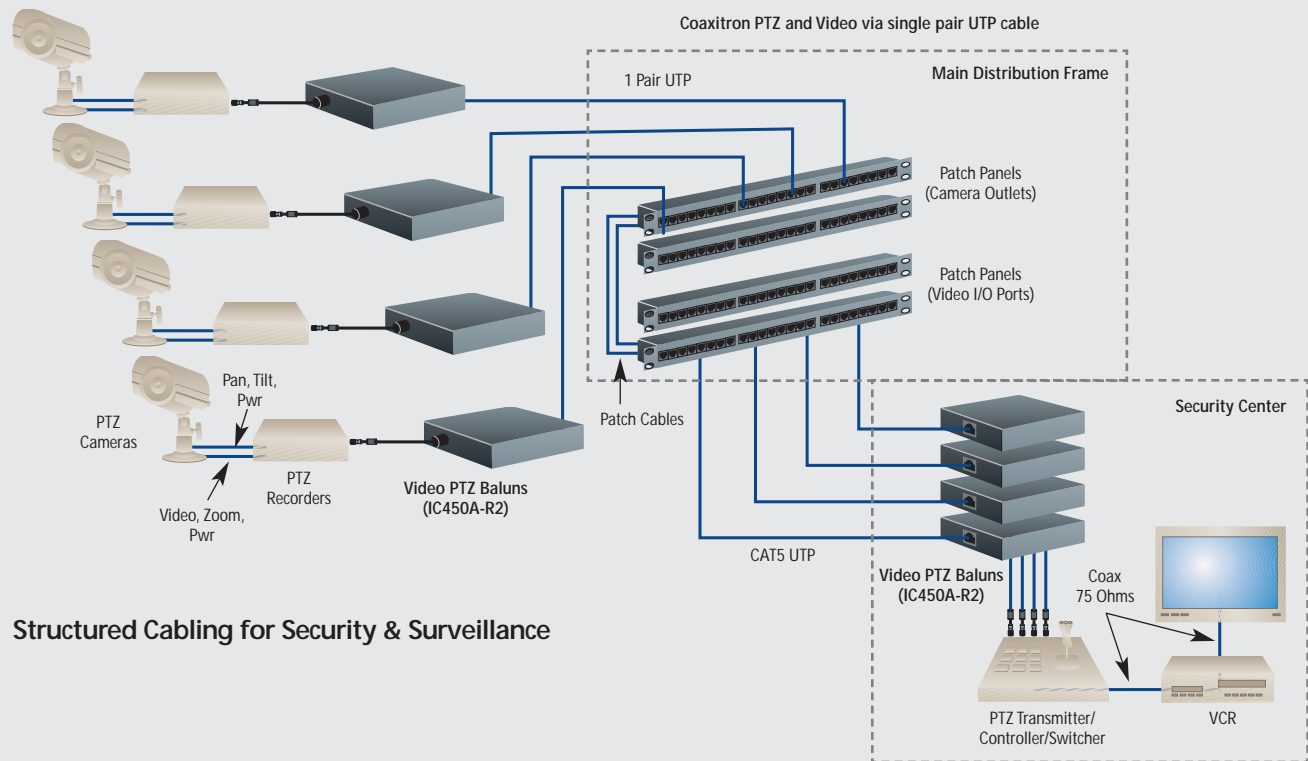 Coaxitron PTZ and Video via single pair UTP cable
Main Distribution Frame
1 Pair UTP
Patch Panels
(Camera Outlets)
Patch Panels
(Video I/O Ports)
Pan, Tilt,
Pwr
PTZ
Cameras
Patch Cables
Security Center
PTZ
Recorders
Video PTZ Baluns
(IC450A-R2)
Video, Zoom,
Pwr
CAT5 UTP
Video PTZ Baluns
(IC450A-R2)
Coax
75 Ohms
Structured Cabling for Security & Surveillance
PTZ Transmitter/
Controller/Switcher
VCR